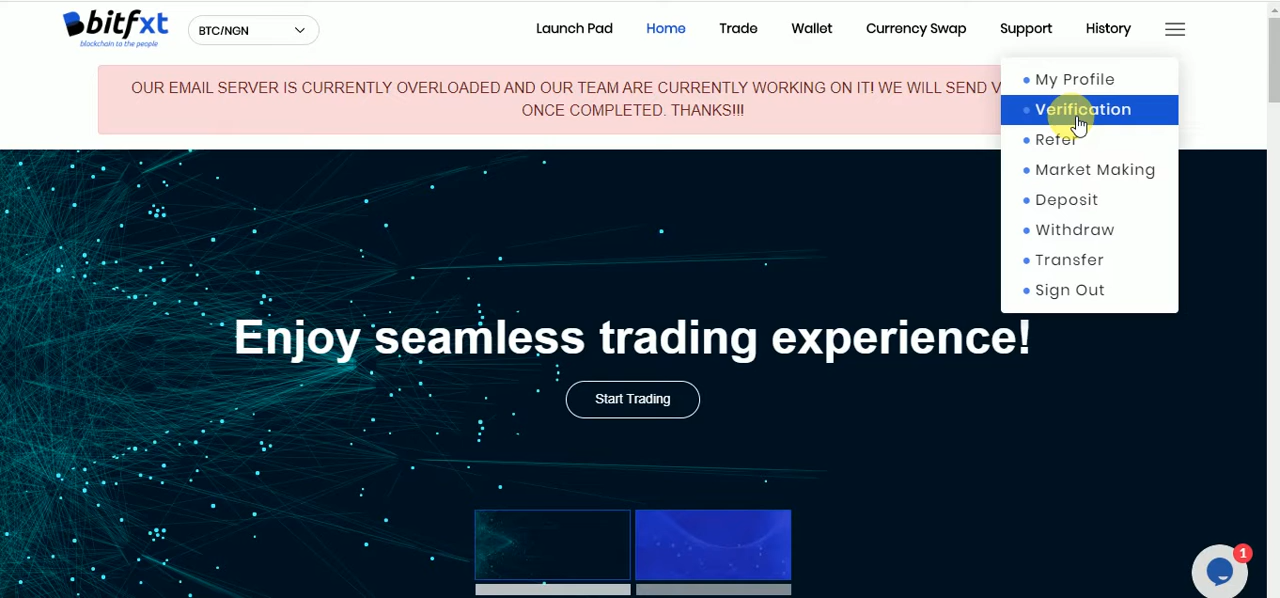 bitfxt
blockchain to the people
BTC/NGN
Launch Pad
Home
Trade
Wallet
Currency Swap
Support
History
OUR EMAIL SERVER IS CURRENTLY OVERLOADED AND OUR TEAM ARE CURRENTLY WORKING ON IT! WE WILL SEND
ONCE COMPLETED. THANKS!!!
My Profile
Verification
Refer
Market Making
Deposit
Withdraw
Transfer
Sign Out
Enjoy seamless trading experience!
Start Trading
1